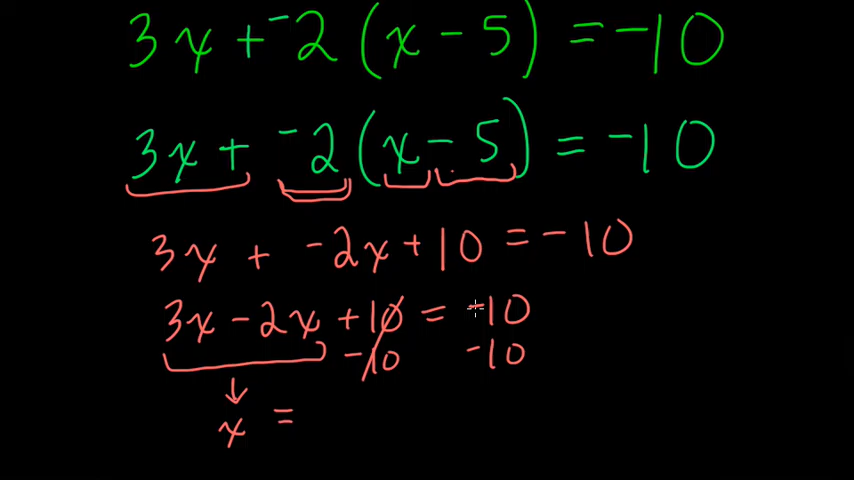 3x + -2(x - 5) = -10
3x + -2(x - 5) = -10
3x + -2x + 10 = -10
3x - 2x + 10 = -10
-10 -10
x =